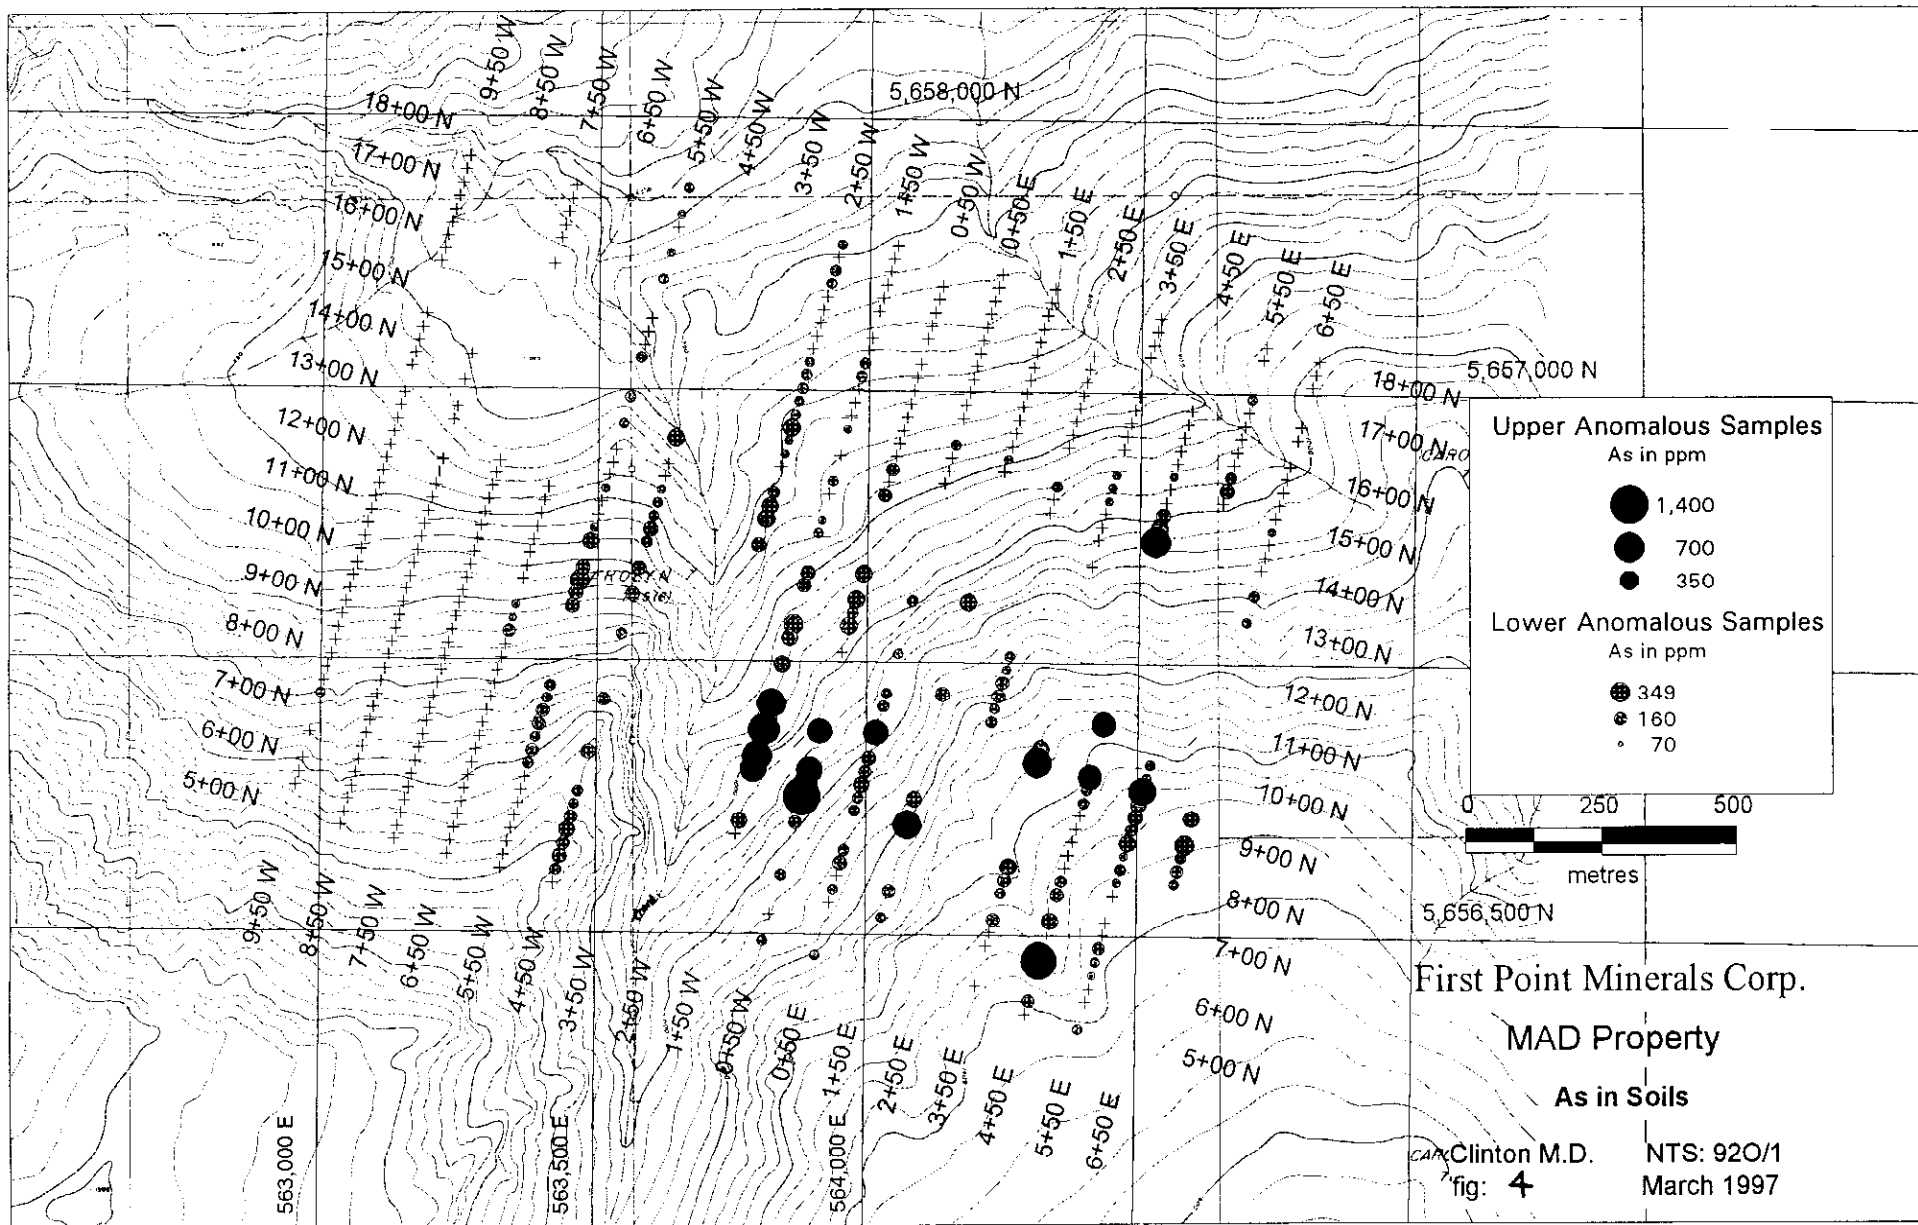 9+50 W
8+50 W
7+50 W
6+50 W
5+50 W
4+50 W
3+50 W
2+50 W
1+50 W
0+50 W
0+50 E
1+50 E
2+50 E
3+50 E
4+50 E
5+50 E
6+50 E
5,658,000 N
18+00 N
17+00 N
16+00 N
15+00 N
14+00 N
13+00 N
12+00 N
11+00 N
10+00 N
9+00 N
8+00 N
7+00 N
6+00 N
5+00 N
5,657,000 N
18+00 N
17+00 N
16+00 N
15+00 N
14+00 N
13+00 N
12+00 N
11+00 N
10+00 N
9+00 N
8+00 N
7+00 N
6+00 N
5+00 N
Upper Anomalous Samples
As in ppm
1,400
700
350
Lower Anomalous Samples
As in ppm
349
160
70
0 250 500
metres
5,656,500 N
9+50 W
8+50 W
7+50 W
6+50 W
5+50 W
4+50 W
3+50 W
2+50 W
1+50 W
0+50 W
0+50 E
1+50 E
2+50 E
3+50 E
4+50 E
5+50 E
6+50 E
563,000 E
563,500 E
564,000 E
First Point Minerals Corp.
MAD Property
As in Soils
Clinton M.D. NTS: 92O/1
fig: 4 March 1997